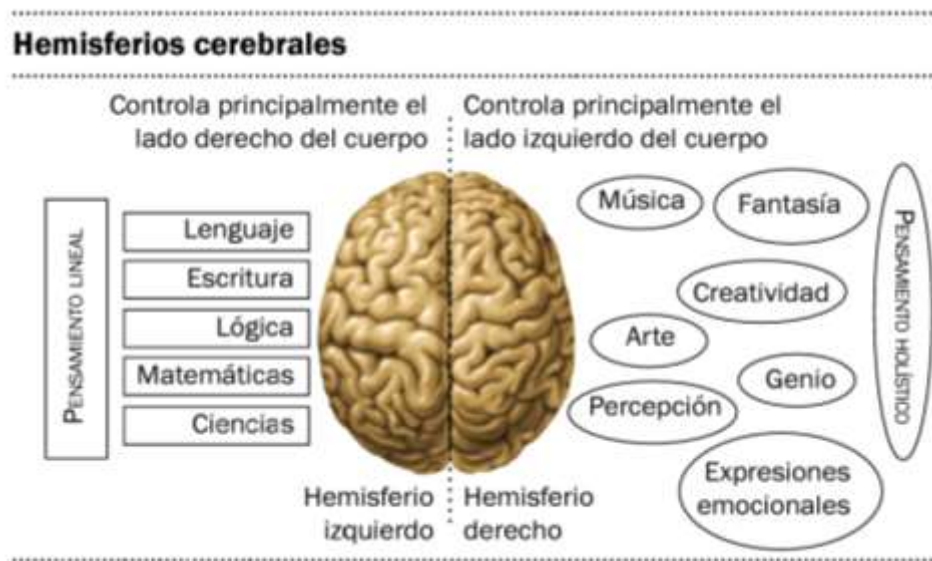 Hemisferios cerebrales
Controla principalmente el
lado derecho del cuerpo
Controla principalmente el
lado izquierdo del cuerpo
PENSAMIENTO LINEAL
Lenguaje
Escritura
Lógica
Matemáticas
Ciencias
Música
Fantasía
Creatividad
Arte
Genio
Percepción
Expresiones
emocionales
PENSAMIENTO HOLÍSTICO
Hemisferio
izquierdo
Hemisferio
derecho